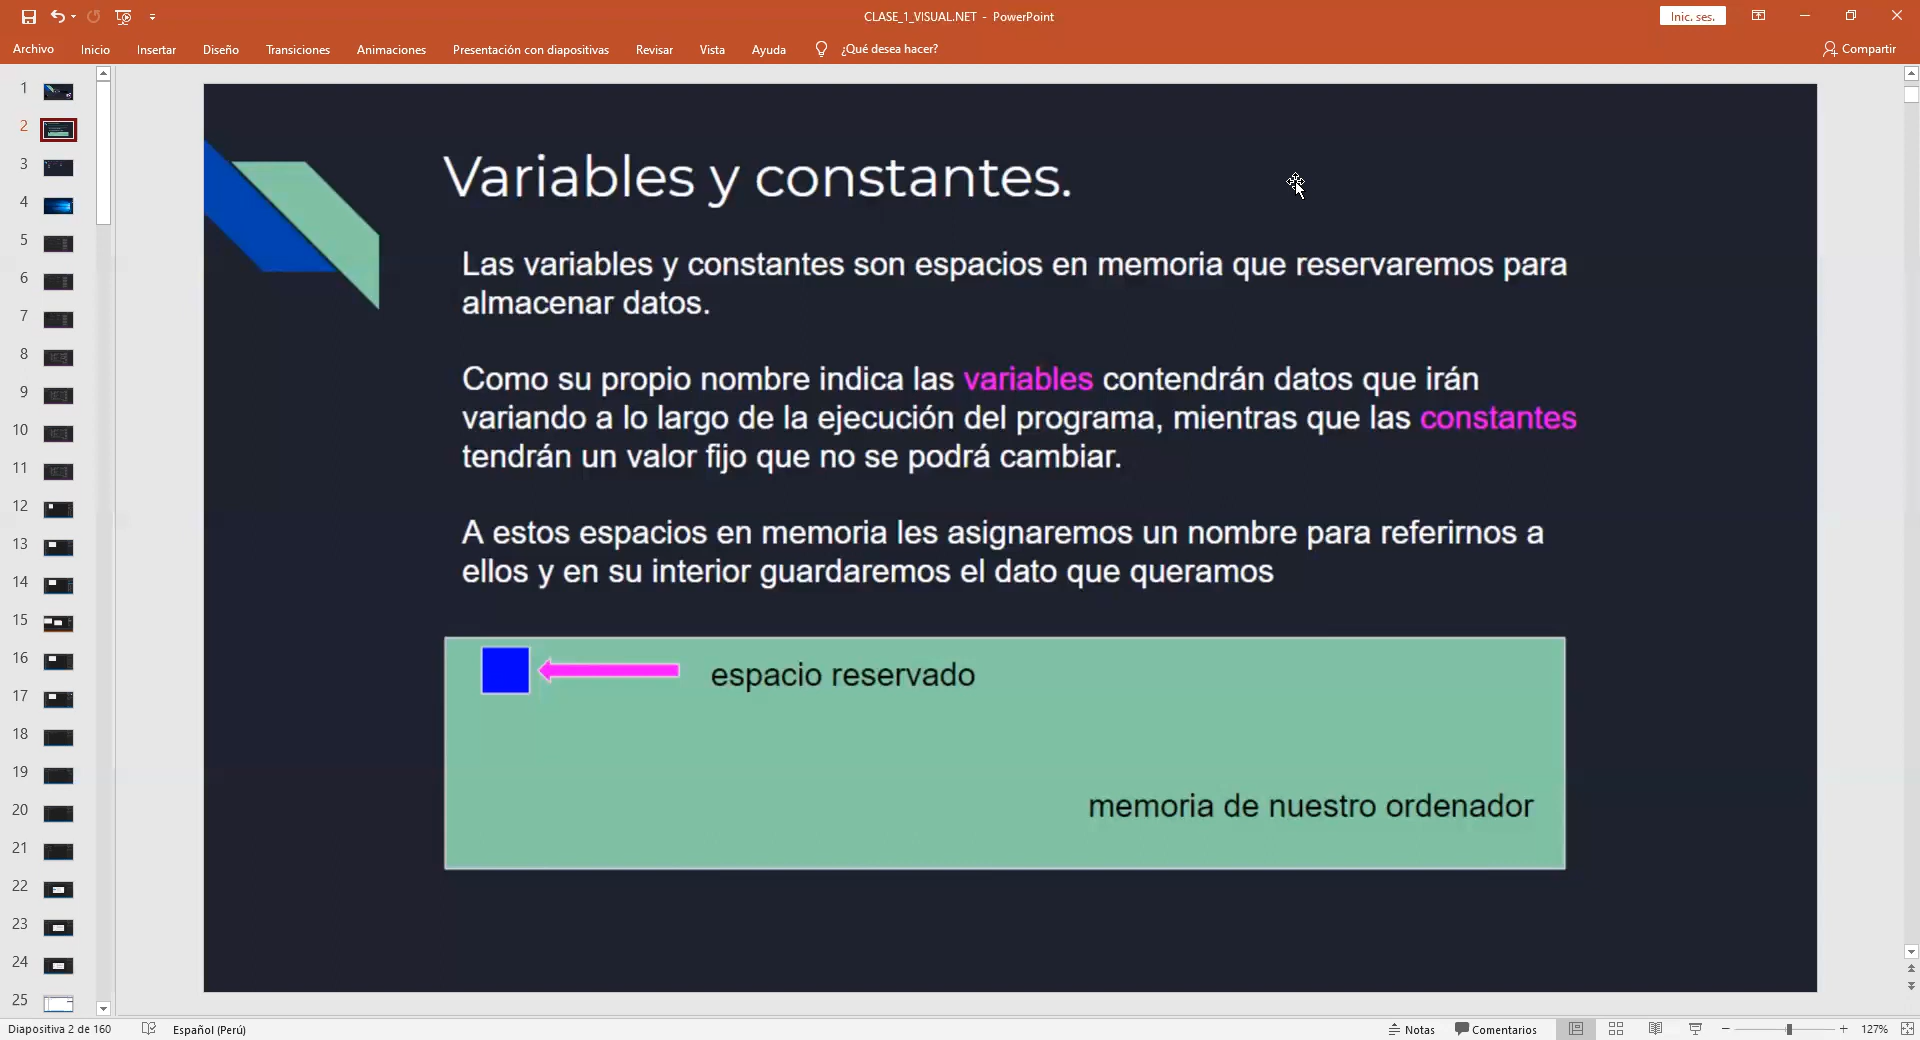 CLASE_1_VISUAL.NET - PowerPoint
Inic. ses.
Archivo Inicio Insertar Diseño Transiciones Animaciones Presentación con diapositivas Revisar Vista Ayuda ¿Qué desea hacer? Compartir
1
2
3
4
5
6
7
8
9
10
11
12
13
14
15
16
17
18
19
20
21
22
23
24
25
Variables y constantes.
Las variables y constantes son espacios en memoria que reservaremos para
almacenar datos.
Como su propio nombre indica las variables contendrán datos que irán
variando a lo largo de la ejecución del programa, mientras que las constantes
tendrán un valor fijo que no se podrá cambiar.
A estos espacios en memoria les asignaremos un nombre para referirnos a
ellos y en su interior guardaremos el dato que queramos
espacio reservado
memoria de nuestro ordenador
Diapositiva 2 de 160 Español (Perú) Notas Comentarios 127%